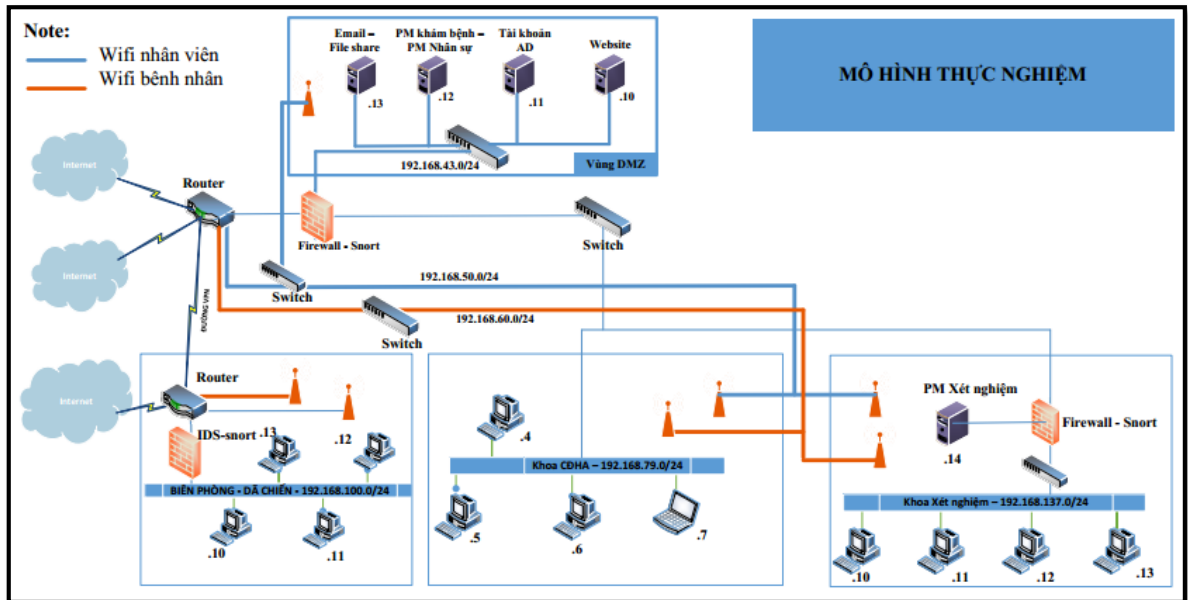 Note:
Wifi nhân viên
Wifi bênh nhân
MÔ HÌNH THỰC NGHIỆM
Email –
File share
.13
PM khám bệnh –
PM Nhân sự
.12
Tài khoản
AD
.11
Website
.10
192.168.43.0/24
Vùng DMZ
Internet
Router
Firewall - Snort
Switch
Internet
Switch
192.168.50.0/24
192.168.60.0/24
Switch
Internet
Router
IDS-snort
.13
.12
BIÊN PHÒNG - DÃ CHIẾN - 192.168.100.0/24
.10
.11
.4
Khoa CĐHA – 192.168.79.0/24
.5
.6
.7
PM Xét nghiệm
.14
Firewall - Snort
Khoa Xét nghiệm – 192.168.137.0/24
.10
.11
.12
.13